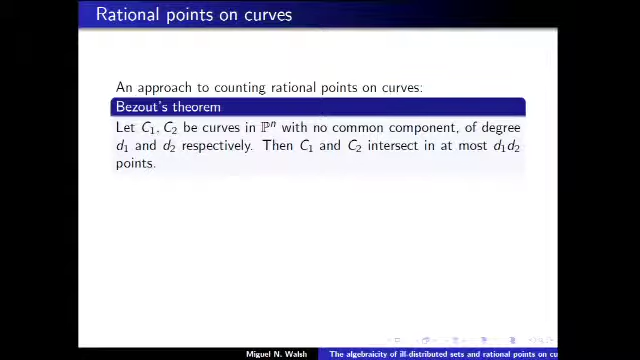 Rational points on curves
An approach to counting rational points on curves:
Bezout's theorem
Let C₁, C₂ be curves in ℙⁿ with no common component, of degree
d₁ and d₂ respectively. Then C₁ and C₂ intersect in at most d₁d₂
points.
Miguel N. Walsh The algebraicity of ill-distributed sets and rational points on cu